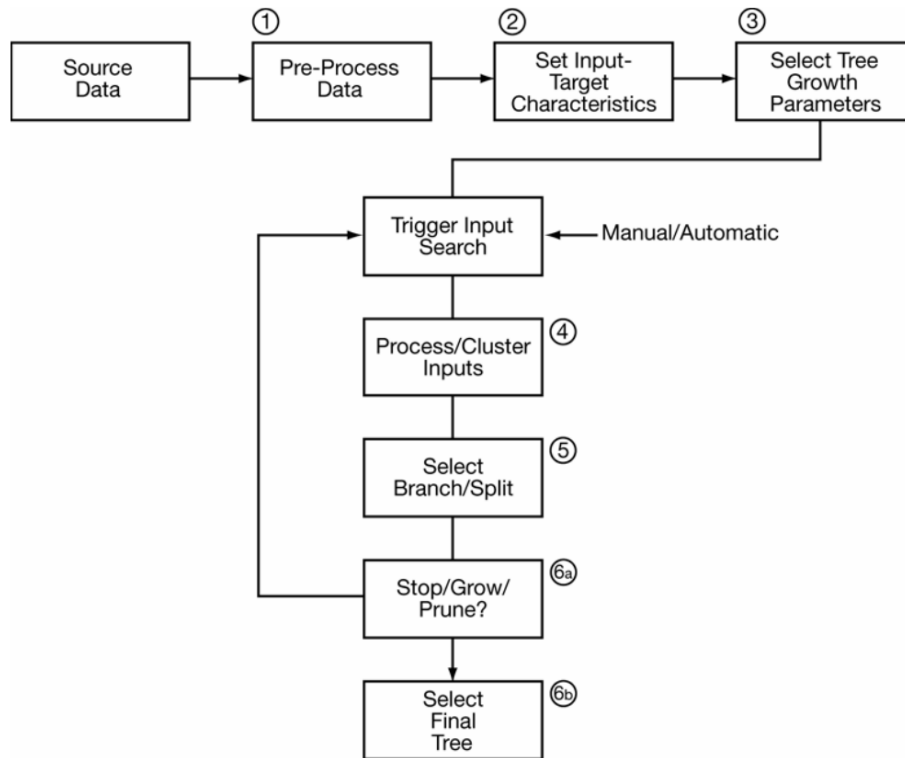 ①
②
③
Source
Data
Pre-Process
Data
Set Input-
Target
Characteristics
Select Tree
Growth
Parameters
Trigger Input
Search
Manual/Automatic
④
Process/Cluster
Inputs
⑤
Select
Branch/Split
6a
Stop/Grow/
Prune?
6b
Select
Final
Tree